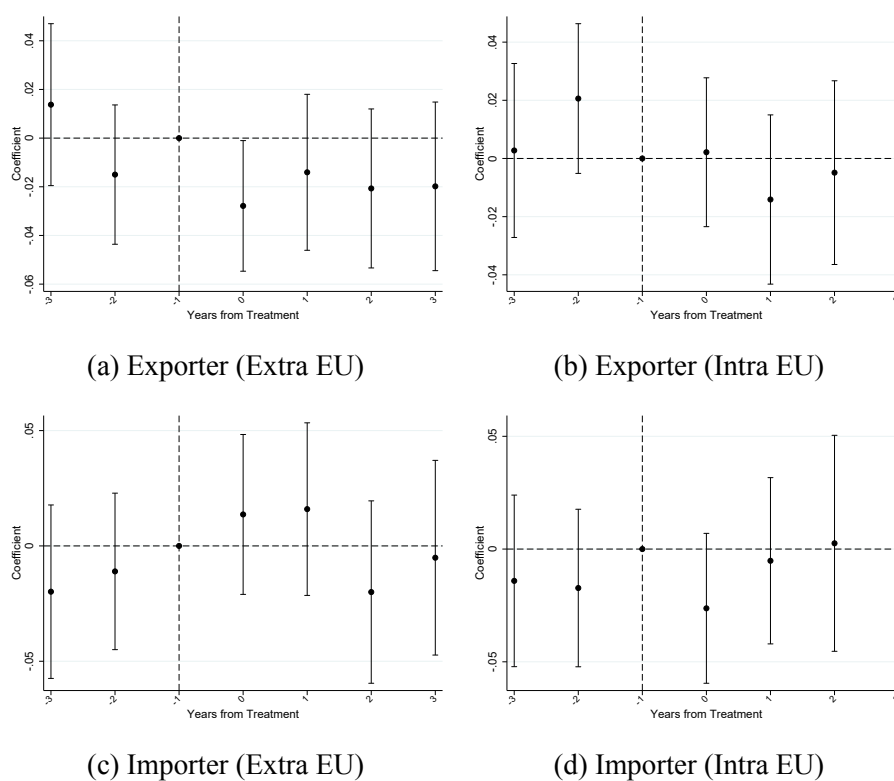 .04
.02
0
-.02
-.04
-.06
Coefficient
-3 -2 -1 0 1 2 3
Years from Treatment
(a) Exporter (Extra EU)
.04
.02
0
-.02
-.04
Coefficient
-3 -2 -1 0 1 2
Years from Treatment
(b) Exporter (Intra EU)
.05
0
-.05
Coefficient
-3 -2 -1 0 1 2 3
Years from Treatment
(c) Importer (Extra EU)
.05
0
-.05
Coefficient
-3 -2 -1 0 1 2
Years from Treatment
(d) Importer (Intra EU)